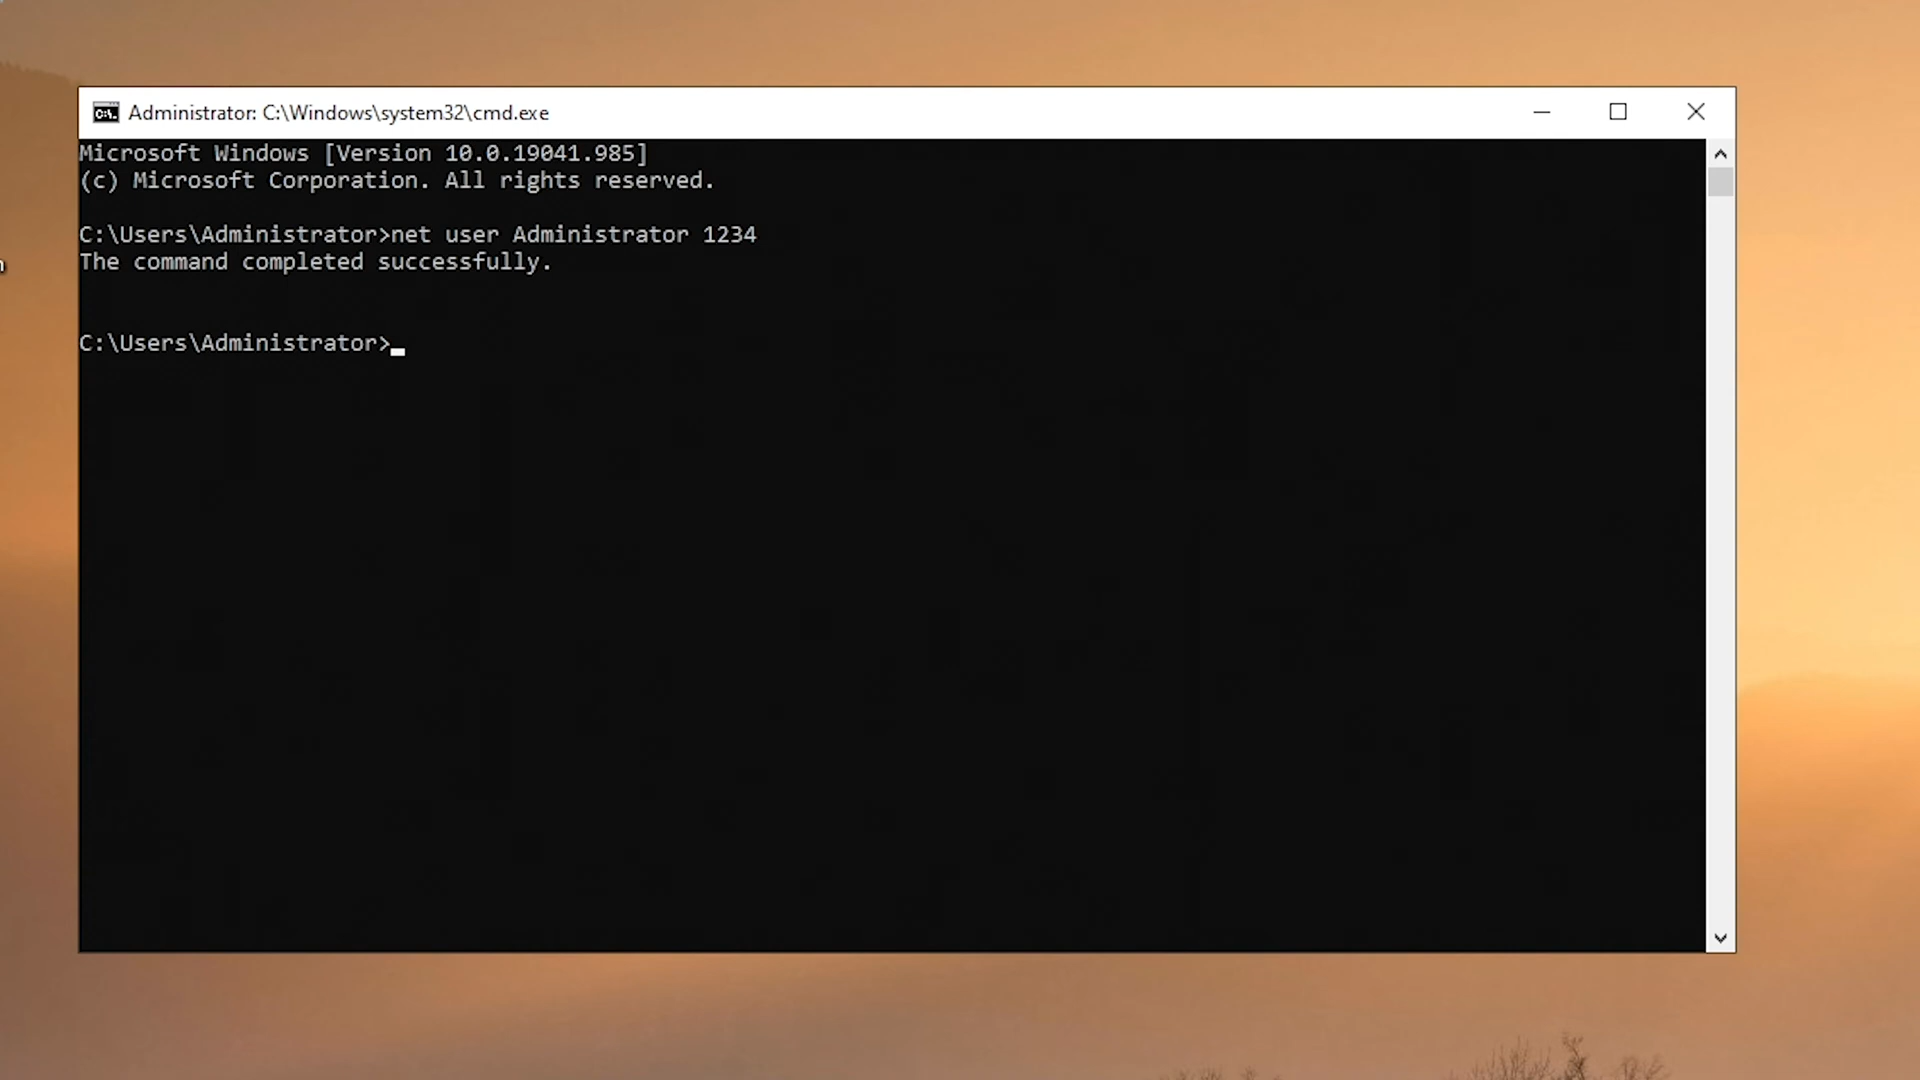 Administrator: C:\Windows\system32\cmd.exe
Microsoft Windows [Version 10.0.19041.985]
(c) Microsoft Corporation. All rights reserved.
C:\Users\Administrator>net user Administrator 1234
The command completed successfully.
C:\Users\Administrator>